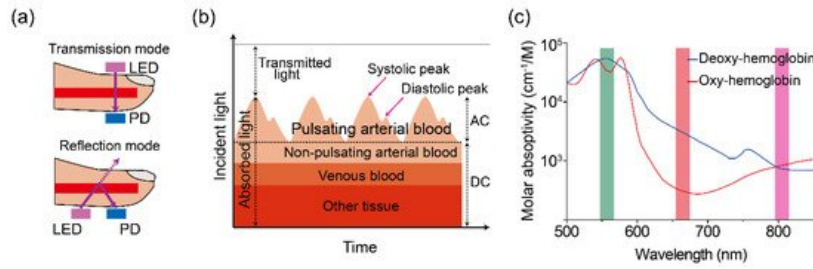 (a)
Transmission mode
LED
PD
Reflection mode
LED
PD
(b)
Incident light
Absorbed light
Transmitted light
Systolic peak
Diastolic peak
Pulsating arterial blood
Non-pulsating arterial blood
Venous blood
Other tissue
AC
DC
Time
(c)
Molar absoptivity (cm⁻¹/M)
10⁵
10⁴
10³
Deoxy-hemoglobin
Oxy-hemoglobin
500
600
700
800
Wavelength (nm)